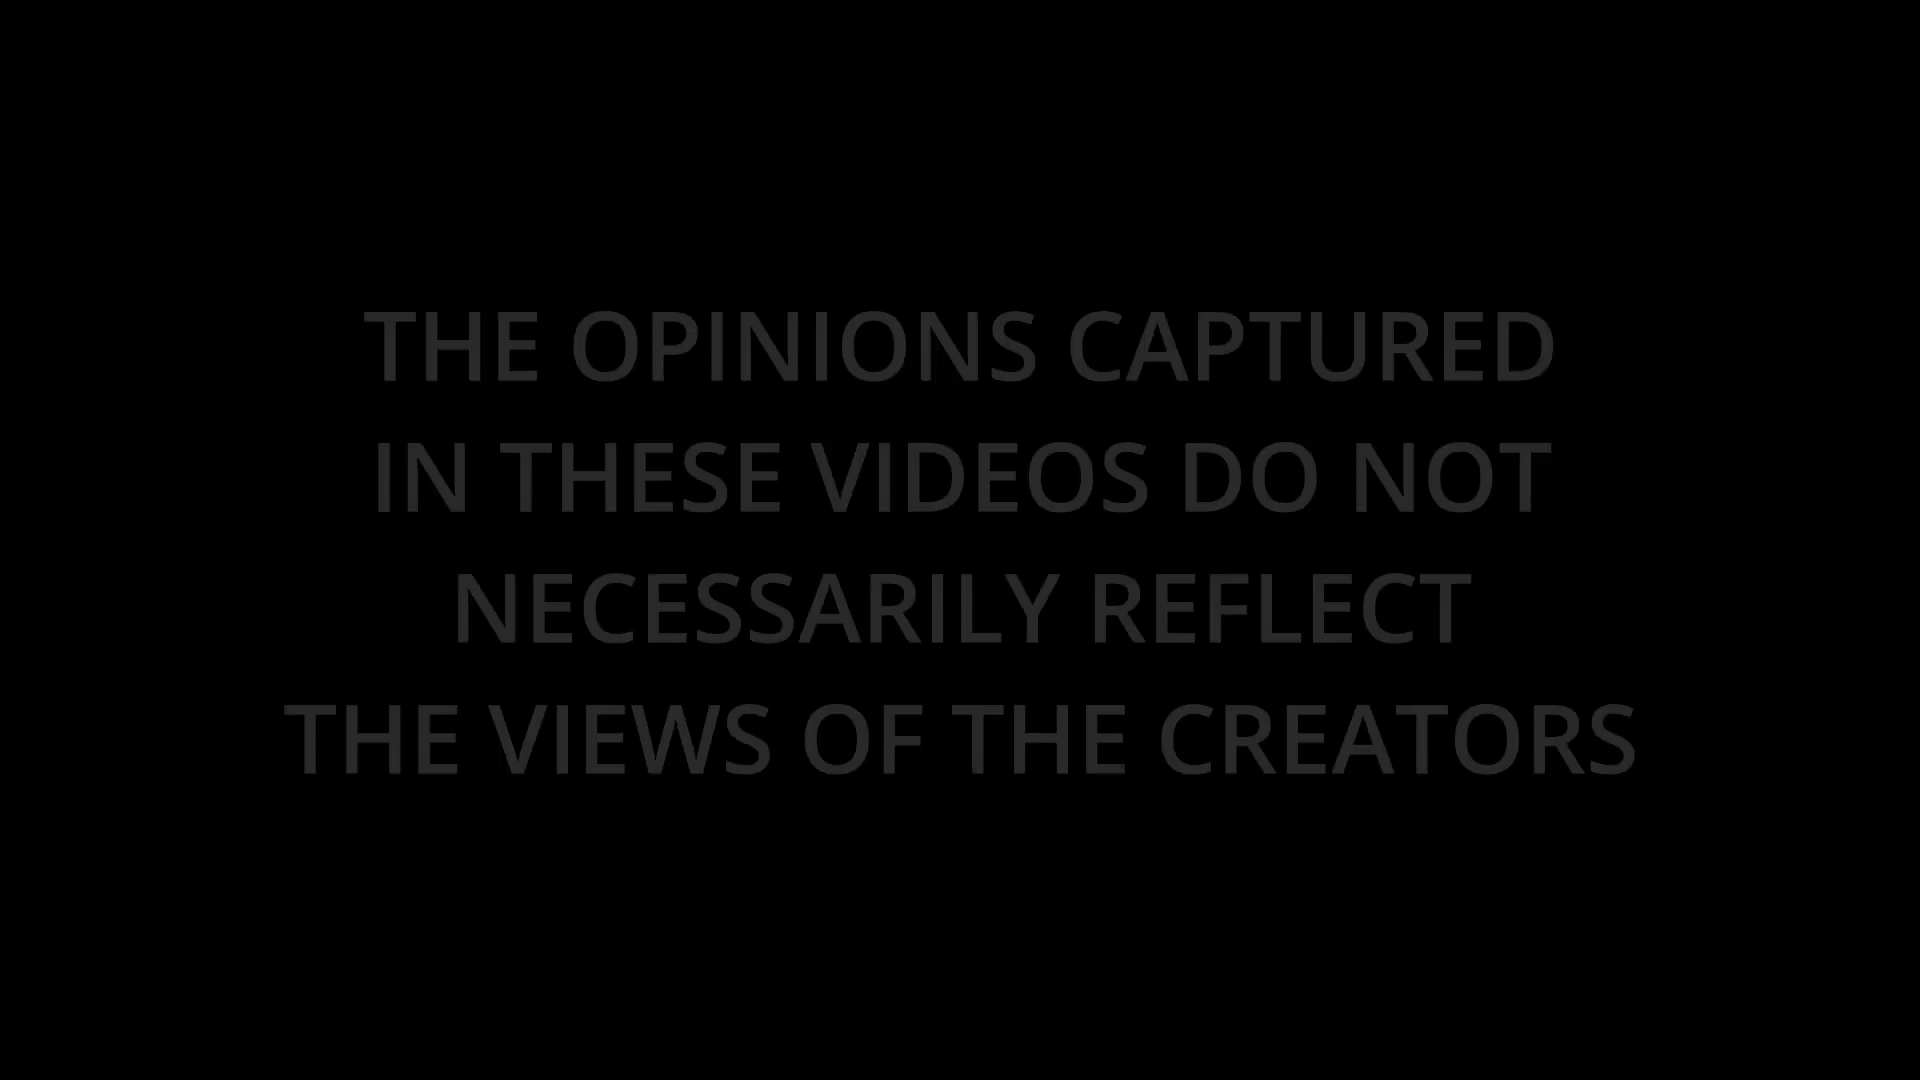 THE OPINIONS CAPTURED
IN THESE VIDEOS DO NOT
NECESSARILY REFLECT
THE VIEWS OF THE CREATORS